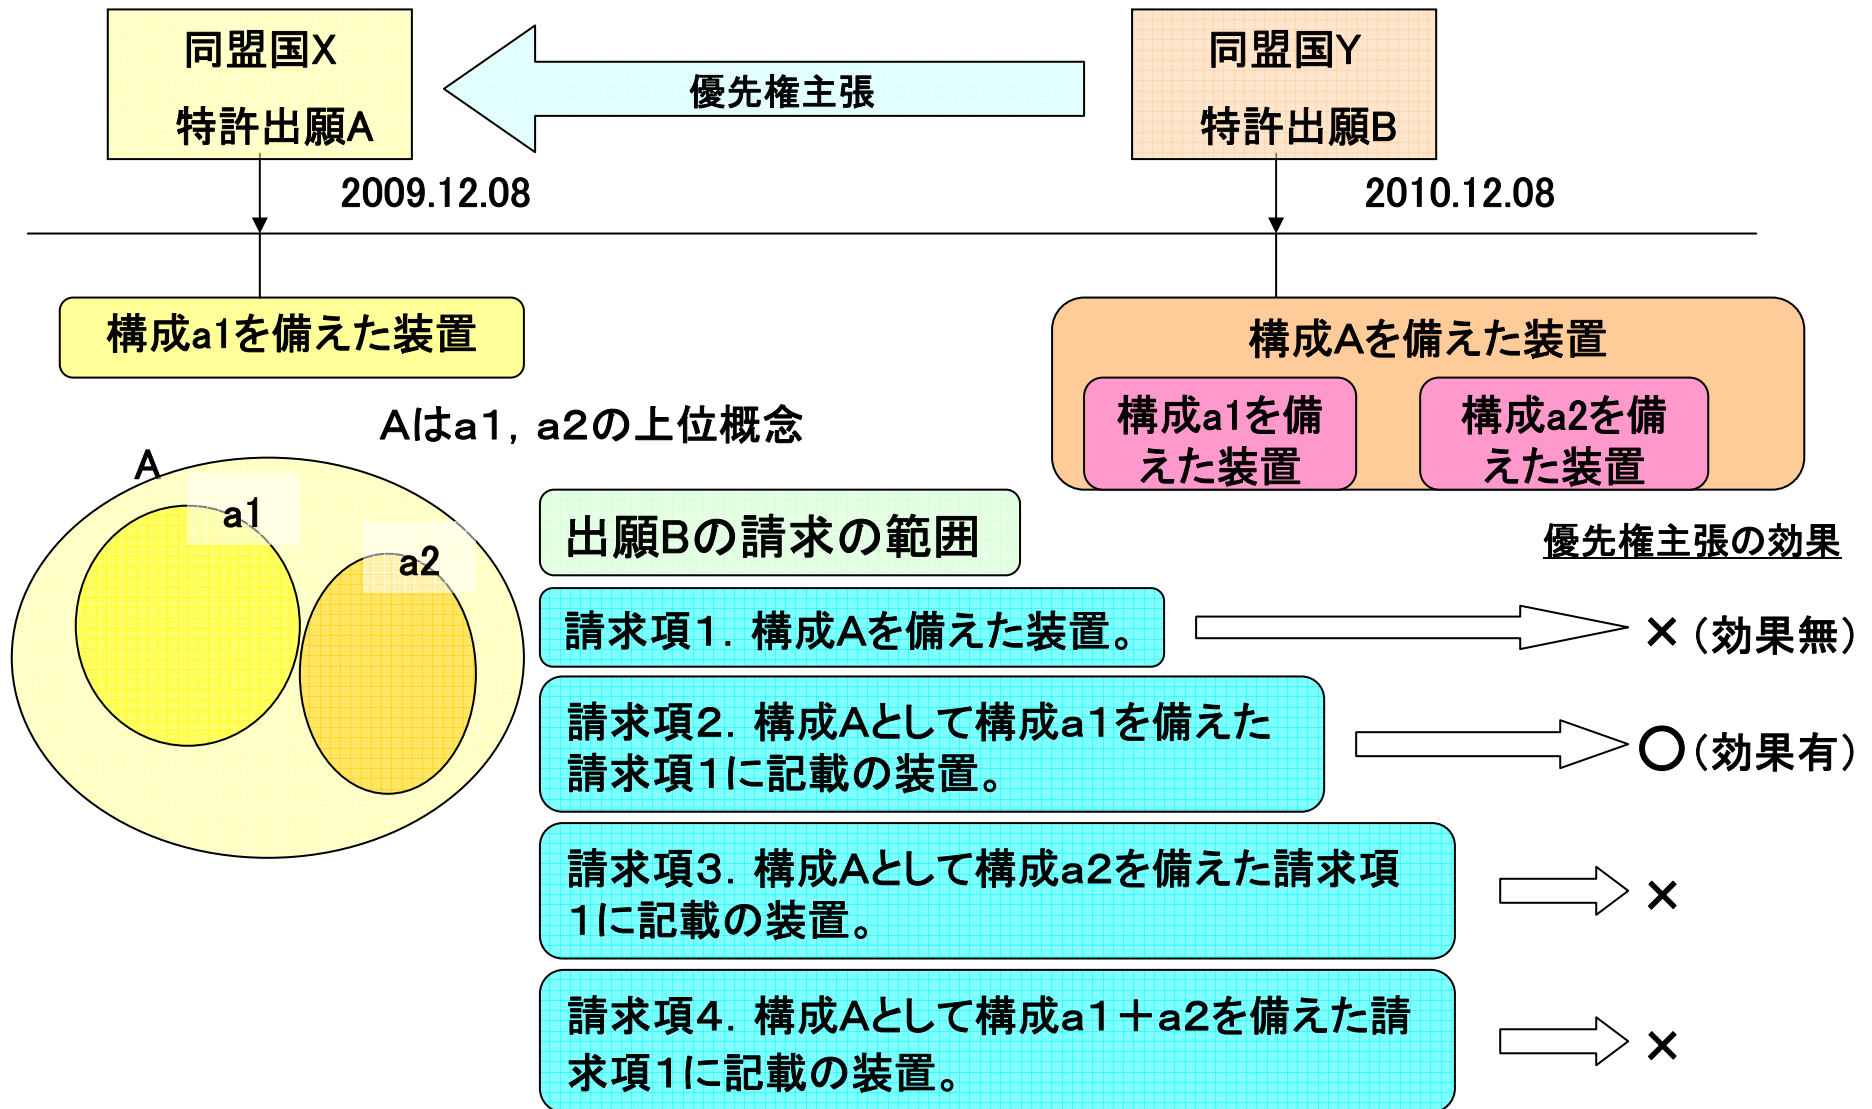 同盟国X
特許出願A
優先権主張
同盟国Y
特許出願B
2009.12.08
2010.12.08
構成a1を備えた装置
構成Aを備えた装置
構成a1を備
えた装置
構成a2を備
えた装置
Aはa1,a2の上位概念
A
a1
a2
出願Bの請求の範囲
優先権主張の効果
請求項1.構成Aを備えた装置。
×(効果無)
請求項2.構成Aとして構成a1を備えた
請求項1に記載の装置。
○(効果有)
請求項3.構成Aとして構成a2を備えた請求項
1に記載の装置。
×
請求項4.構成Aとして構成a1+a2を備えた請
求項1に記載の装置。
×